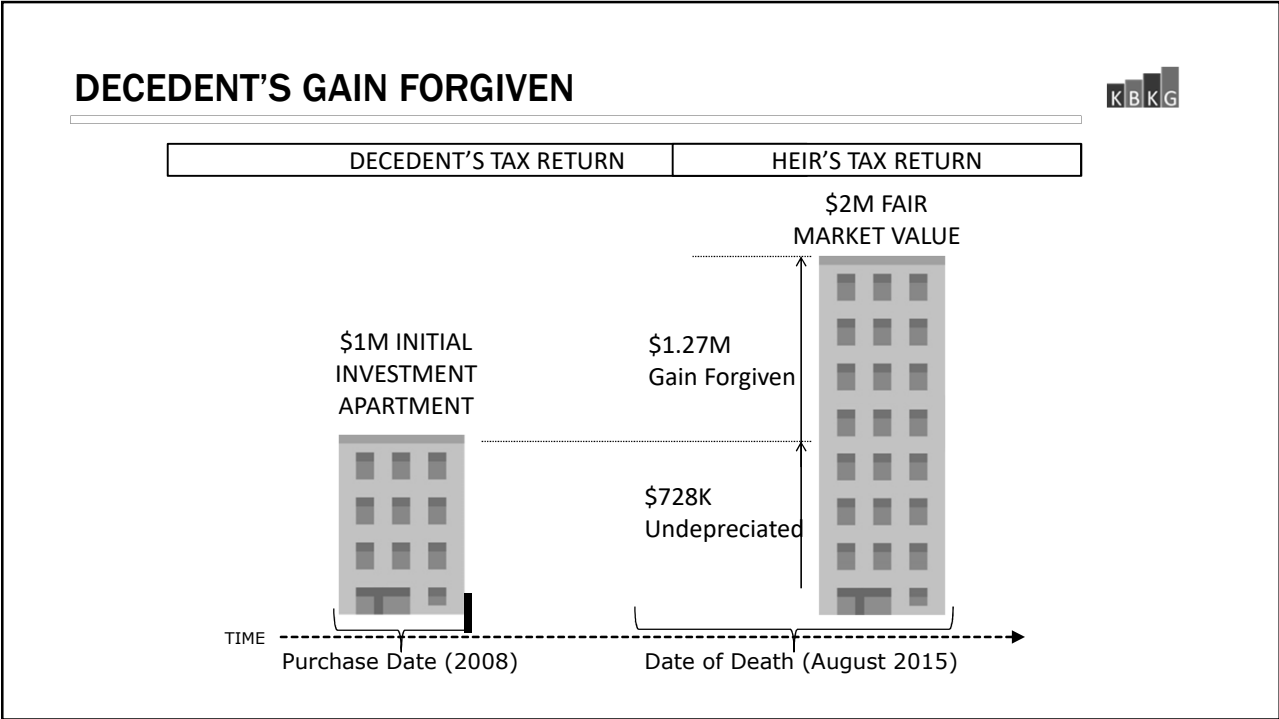 DECEDENT’S GAIN FORGIVEN
KBKG
DECEDENT’S TAX RETURN
HEIR’S TAX RETURN
$2M FAIR
MARKET VALUE
$1M INITIAL
INVESTMENT
APARTMENT
$1.27M
Gain Forgiven
$728K
Undepreciated
TIME
Purchase Date (2008)
Date of Death (August 2015)